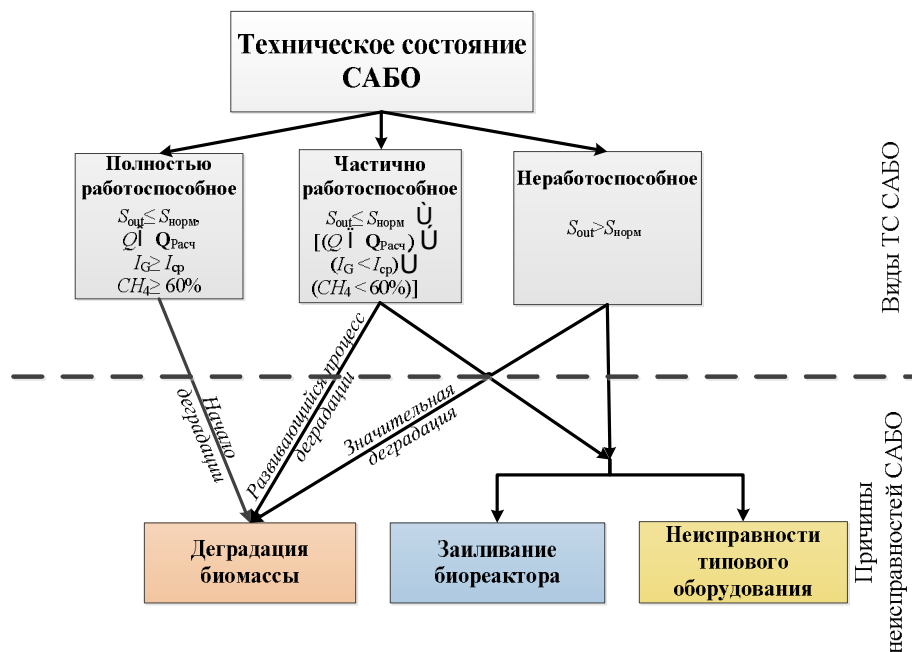 Техническое состояние
САБО
Полностью
работоспособное
Sout≤ Sнорм,
QÏ QРасч
IG≥ Iср
CH4≥ 60%
Частично
работоспособное
Sout≤ Sнорм Ù
[(Q Ï QРасч) Ú
(IG < Iср)Ú
(CH4 < 60%)]
Неработоспособное
Sout>Sнорм
Виды ТС САБО
Начало
деградации
Развивающийся процесс
деградации
Значительная
деградация
Деградация
биомассы
Заиливание
биореактора
Неисправности
типового
оборудования
Причины
неисправностей САБО